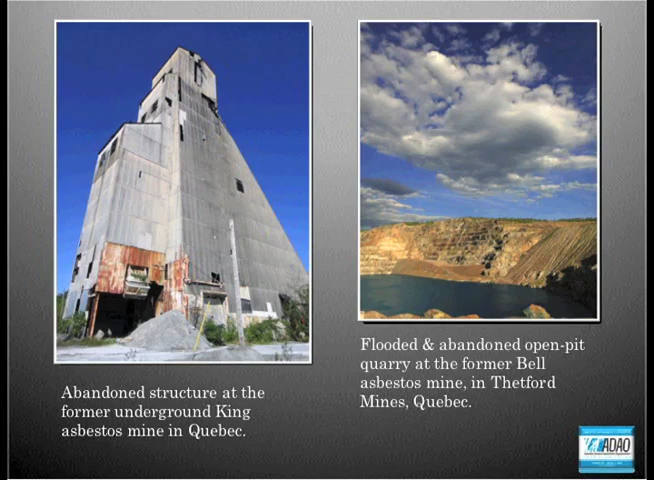 Abandoned structure at the
former underground King
asbestos mine in Quebec.
Flooded & abandoned open-pit
quarry at the former Bell
asbestos mine, in Thetford
Mines, Quebec.
ADAO